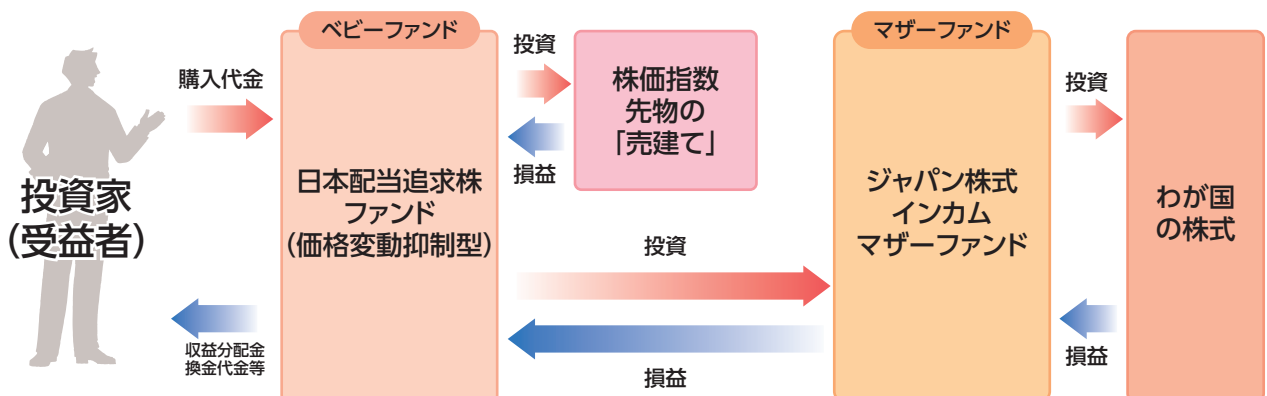 ベビーファンド
マザーファンド
購入代金
投資
株価指数
先物の
「売建て」
投資
損益
投資家
(受益者)
日本配当追求株
ファンド
(価格変動抑制型)
ジャパン株式
インカム
マザーファンド
わが国
の株式
投資
収益分配金
換金代金等
損益
損益